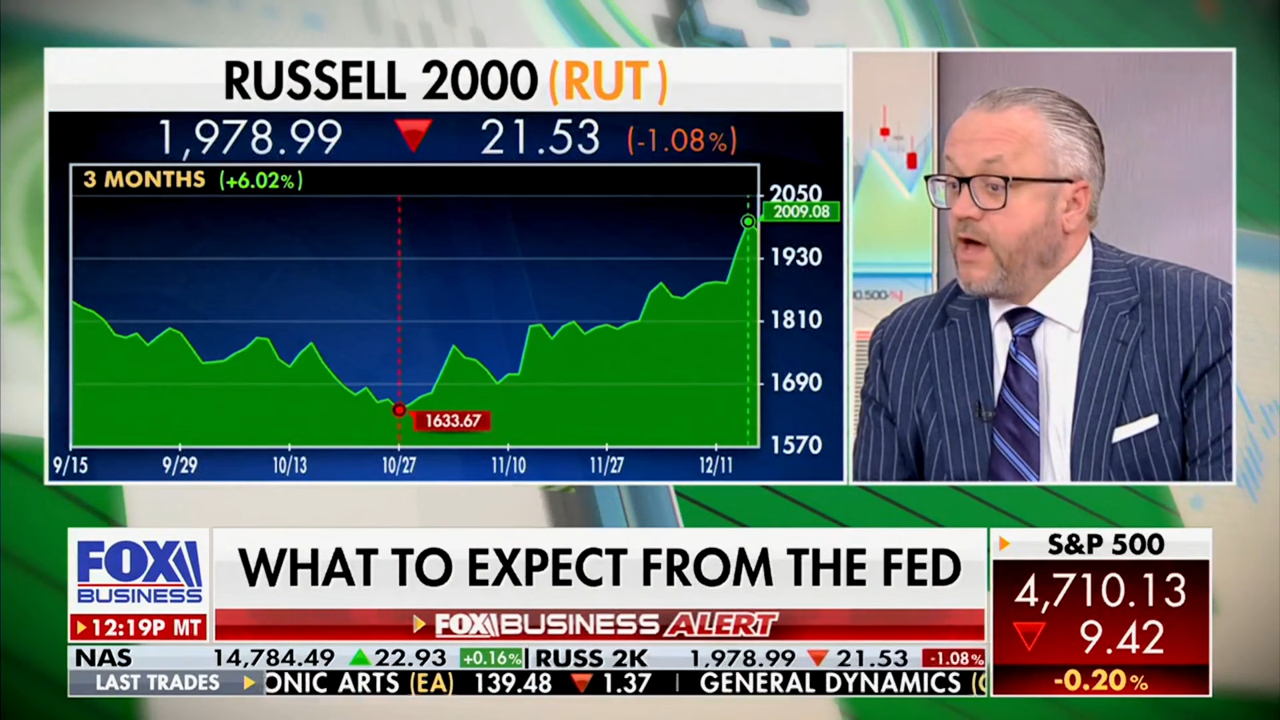 RUSSELL 2000 (RUT)
1,978.99 ▼ 21.53 (-1.08%)
3 MONTHS (+6.02%)
2050
2009.08
1930
1810
1690
1633.67
1570
9/15 9/29 10/13 10/27 11/10 11/27 12/11
0.500-%
FOX BUSINESS
12:19P MT
WHAT TO EXPECT FROM THE FED
FOX BUSINESS ALERT
S&P 500
4,710.13
▼ 9.42
-0.20%
NAS 14,784.49 ▲ 22.93 +0.16% RUSS 2K 1,978.99 ▼ 21.53 -1.08%
LAST TRADES ONIC ARTS (EA) 139.48 ▼ 1.37 | GENERAL DYNAMICS (